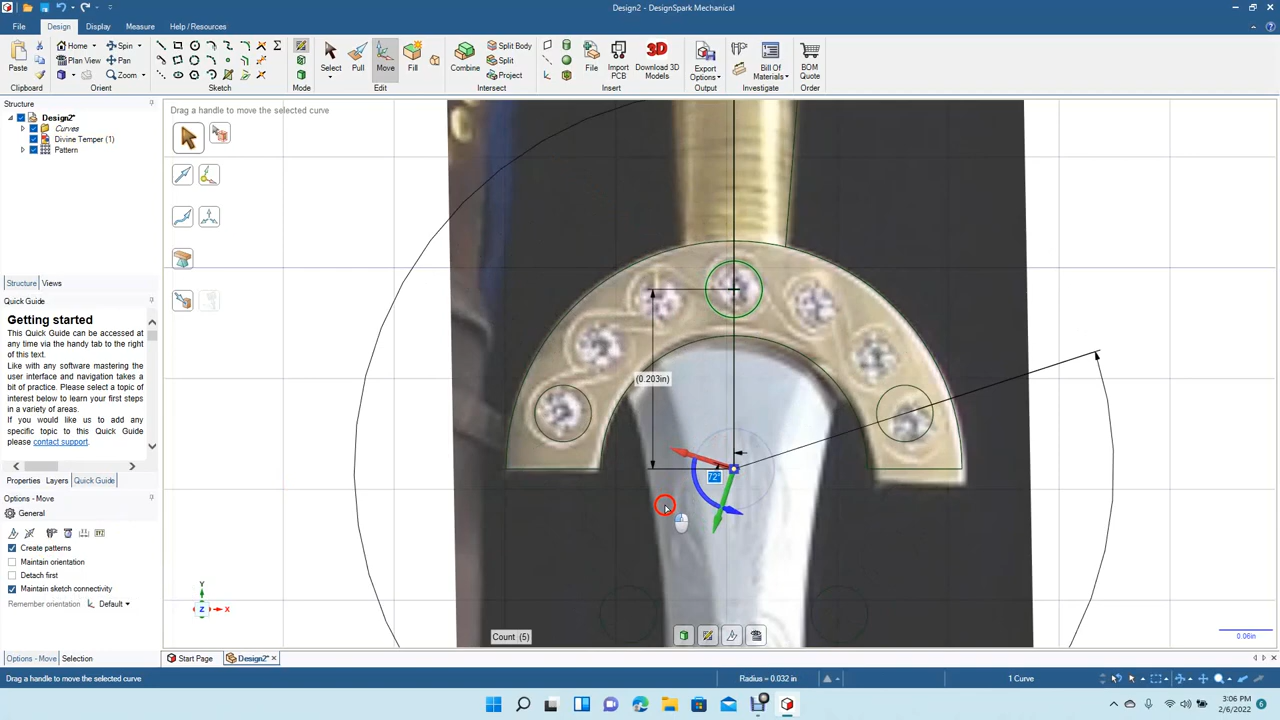 Design2* - DesignSpark Mechanical
File Design Display Measure Help / Resources
Paste
Home Spin
Plan View Pan
Zoom
Select Pull Move Fill
Combine
Split Body
Split
Project
File Import PCB Download 3D Models
Export Options
Bill Of Materials
BOM Quote
Clipboard Orient Sketch Mode Edit Intersect Insert Output Investigate Order
Structure
Design2*
Curves
Divine Temper (1)
Pattern
Structure Views
Quick Guide
Getting started
This Quick Guide can be accessed at
any time via the handy tab to the right
of this text.
Like with any software mastering the
user interface and navigation takes a
bit of practice. Please select a topic of
interest below to learn your first steps
in a variety of areas.
If you would like us to add any
specific topic to this Quick Guide
please contact support.
Properties Layers Quick Guide
Options - Move
General
Create patterns
Maintain orientation
Detach first
Maintain sketch connectivity
Remember orientation Default
Options - Move Selection
Drag a handle to move the selected curve
(0.203in)
72°
Y
Z X
Count (5)
0.06in
Start Page Design2*
Drag a handle to move the selected curve Radius = 0.032 in 1 Curve
3:06 PM
2/6/2022